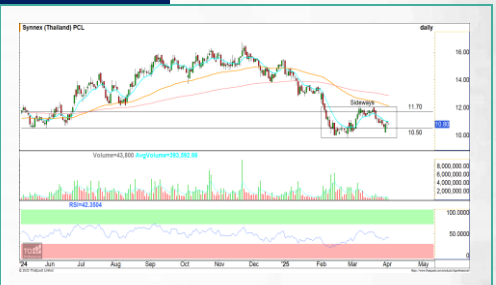 Synnex (Thailand) PCL daily
16.00
14.00
Sideways
11.70
12.00
10.80
10.50
10.00
Volume=43,800
8,000,000.00
6,000,000.00
4,000,000.00
2,000,000.00
RSI=42.3504
100.0000
50.0000
0
'24 Jun Jul Aug Sep Oct Nov Dec '25 Feb Mar Apr May